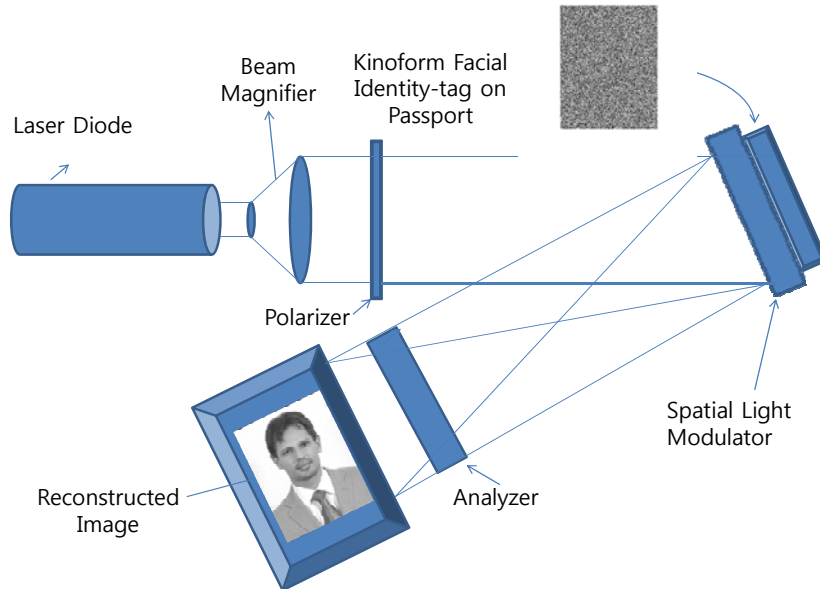 Kinoform Facial
Identity-tag on
Passport
Beam
Magnifier
Laser Diode
Polarizer
Spatial Light
Modulator
Analyzer
Reconstructed
Image